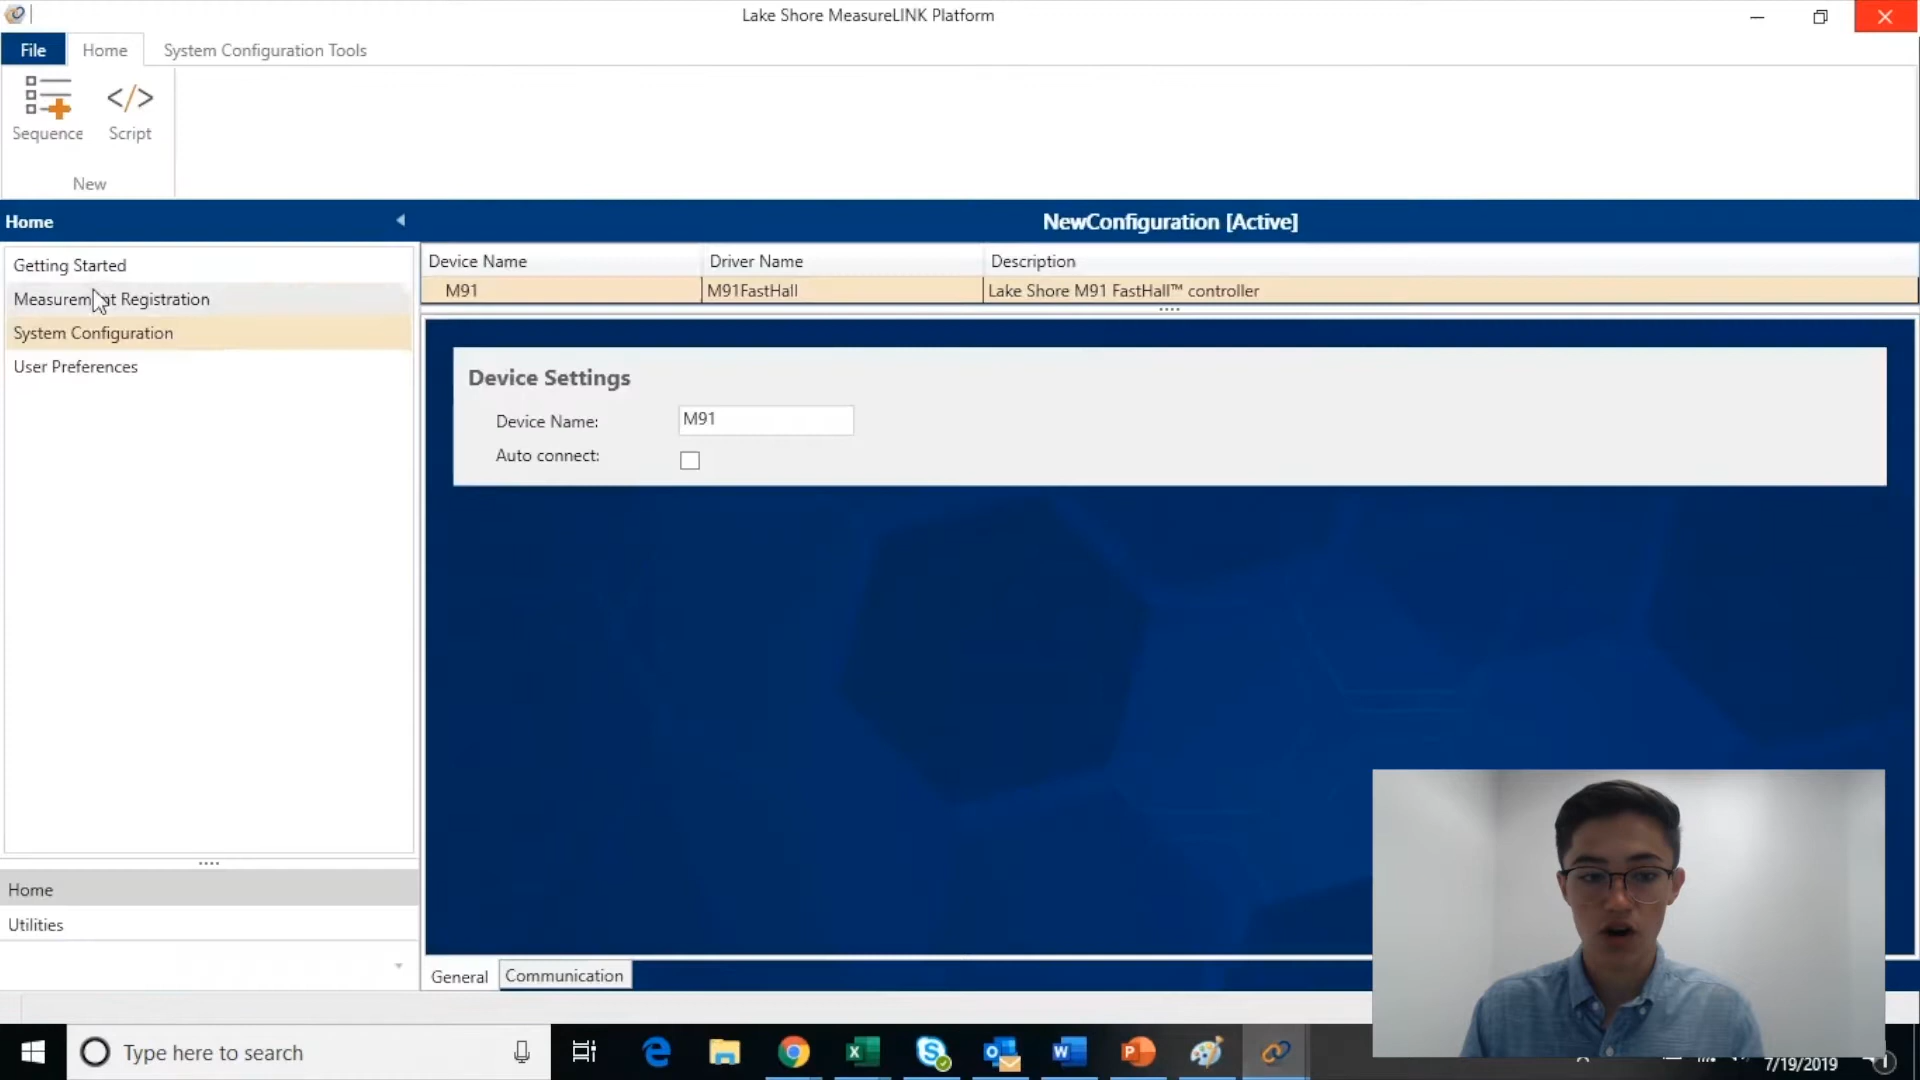 Lake Shore MeasureLINK Platform
File Home System Configuration Tools
Sequence Script
New
Home NewConfiguration [Active]
Getting Started
Measurement Registration
System Configuration
User Preferences
Device Name Driver Name Description
M91 M91FastHall Lake Shore M91 FastHall™ controller
Device Settings
Device Name: M91
Auto connect:
Home
Utilities
General Communication
Type here to search
7/19/2019